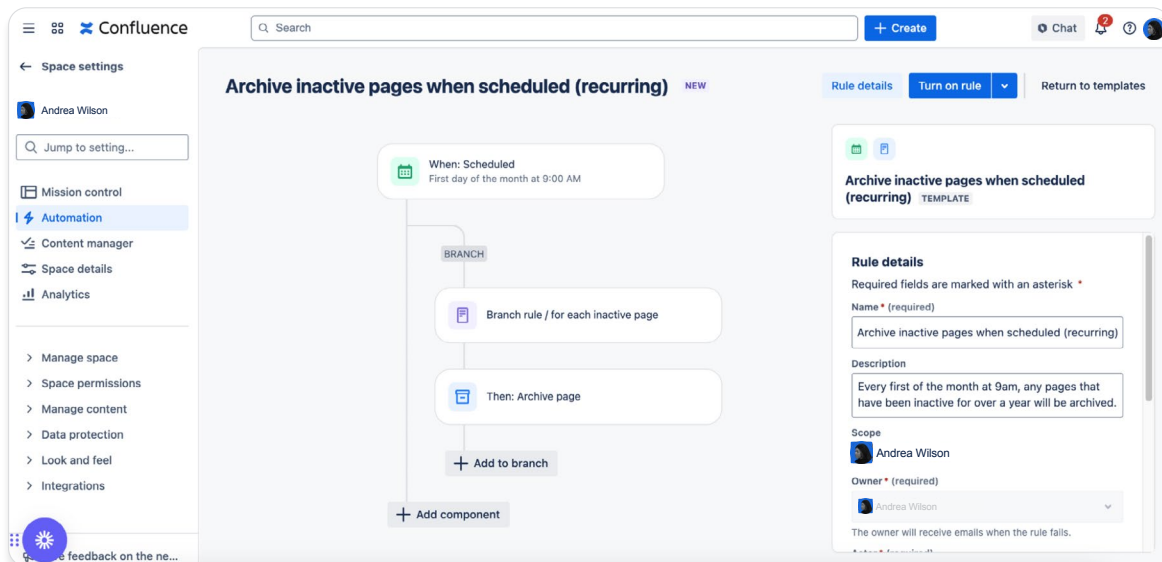 Confluence
Search
+ Create
Chat
2
Space settings
Andrea Wilson
Jump to setting...
Mission control
Automation
Content manager
Space details
Analytics
Manage space
Space permissions
Manage content
Data protection
Look and feel
Integrations
feedback on the ne...
Archive inactive pages when scheduled (recurring) NEW
Rule details
Turn on rule
Return to templates
When: Scheduled
First day of the month at 9:00 AM
BRANCH
Branch rule / for each inactive page
Then: Archive page
+ Add to branch
+ Add component
Archive inactive pages when scheduled
(recurring) TEMPLATE
Rule details
Required fields are marked with an asterisk *
Name * (required)
Archive inactive pages when scheduled (recurring)
Description
Every first of the month at 9am, any pages that
have been inactive for over a year will be archived.
Scope
Andrea Wilson
Owner * (required)
Andrea Wilson
The owner will receive emails when the rule fails.